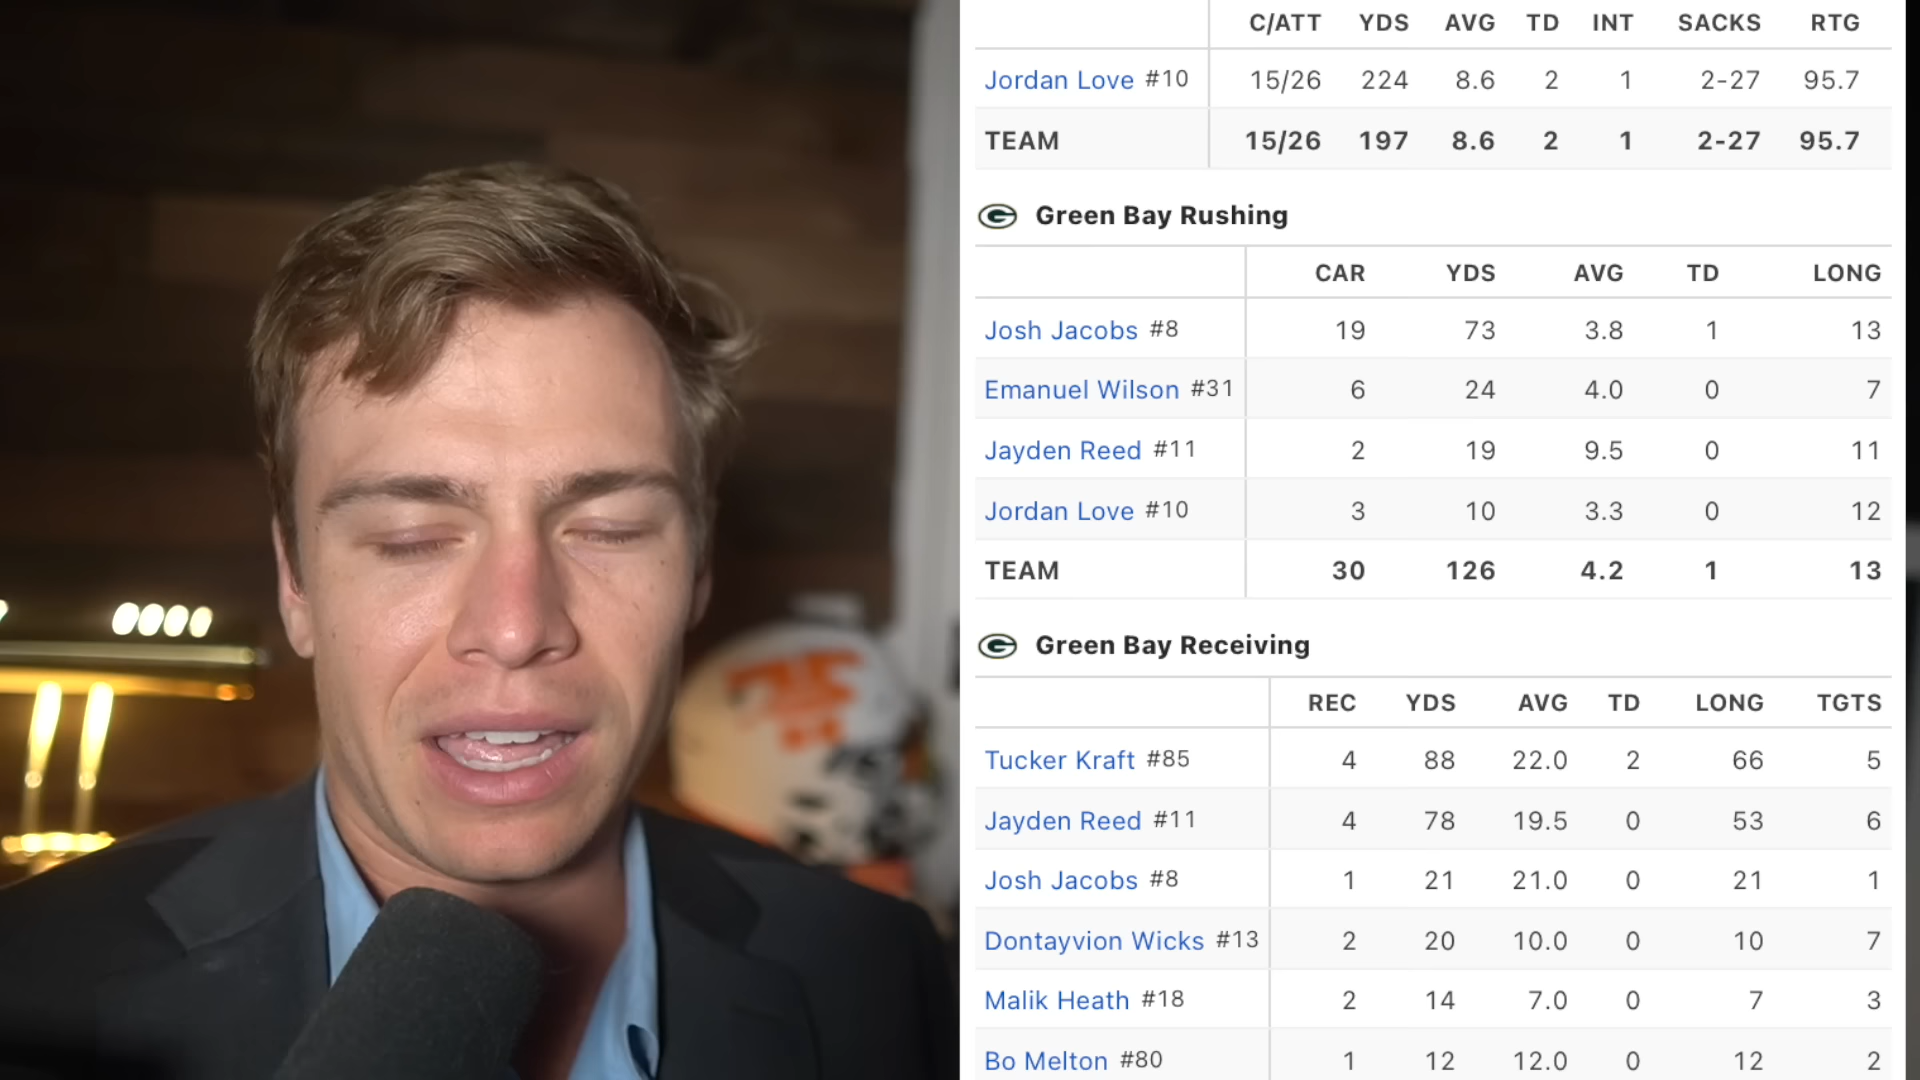 C/ATT YDS AVG TD INT SACKS RTG
Jordan Love #10 15/26 224 8.6 2 1 2-27 95.7
TEAM 15/26 197 8.6 2 1 2-27 95.7
Green Bay Rushing
CAR YDS AVG TD LONG
Josh Jacobs #8 19 73 3.8 1 13
Emanuel Wilson #31 6 24 4.0 0 7
Jayden Reed #11 2 19 9.5 0 11
Jordan Love #10 3 10 3.3 0 12
TEAM 30 126 4.2 1 13
Green Bay Receiving
REC YDS AVG TD LONG TGTS
Tucker Kraft #85 4 88 22.0 2 66 5
Jayden Reed #11 4 78 19.5 0 53 6
Josh Jacobs #8 1 21 21.0 0 21 1
Dontayvion Wicks #13 2 20 10.0 0 10 7
Malik Heath #18 2 14 7.0 0 7 3
Bo Melton #80 1 12 12.0 0 12 2